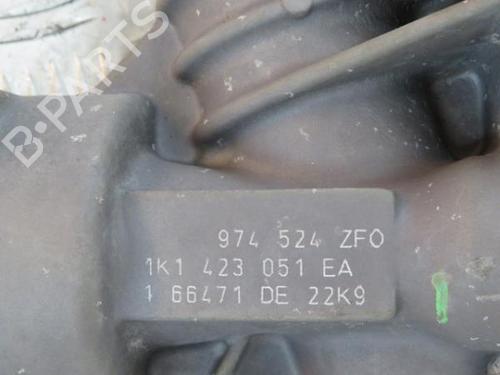 B-PARTS
974 524 ZFO
1K1 423 051 EA
1 66471 DE 22K9